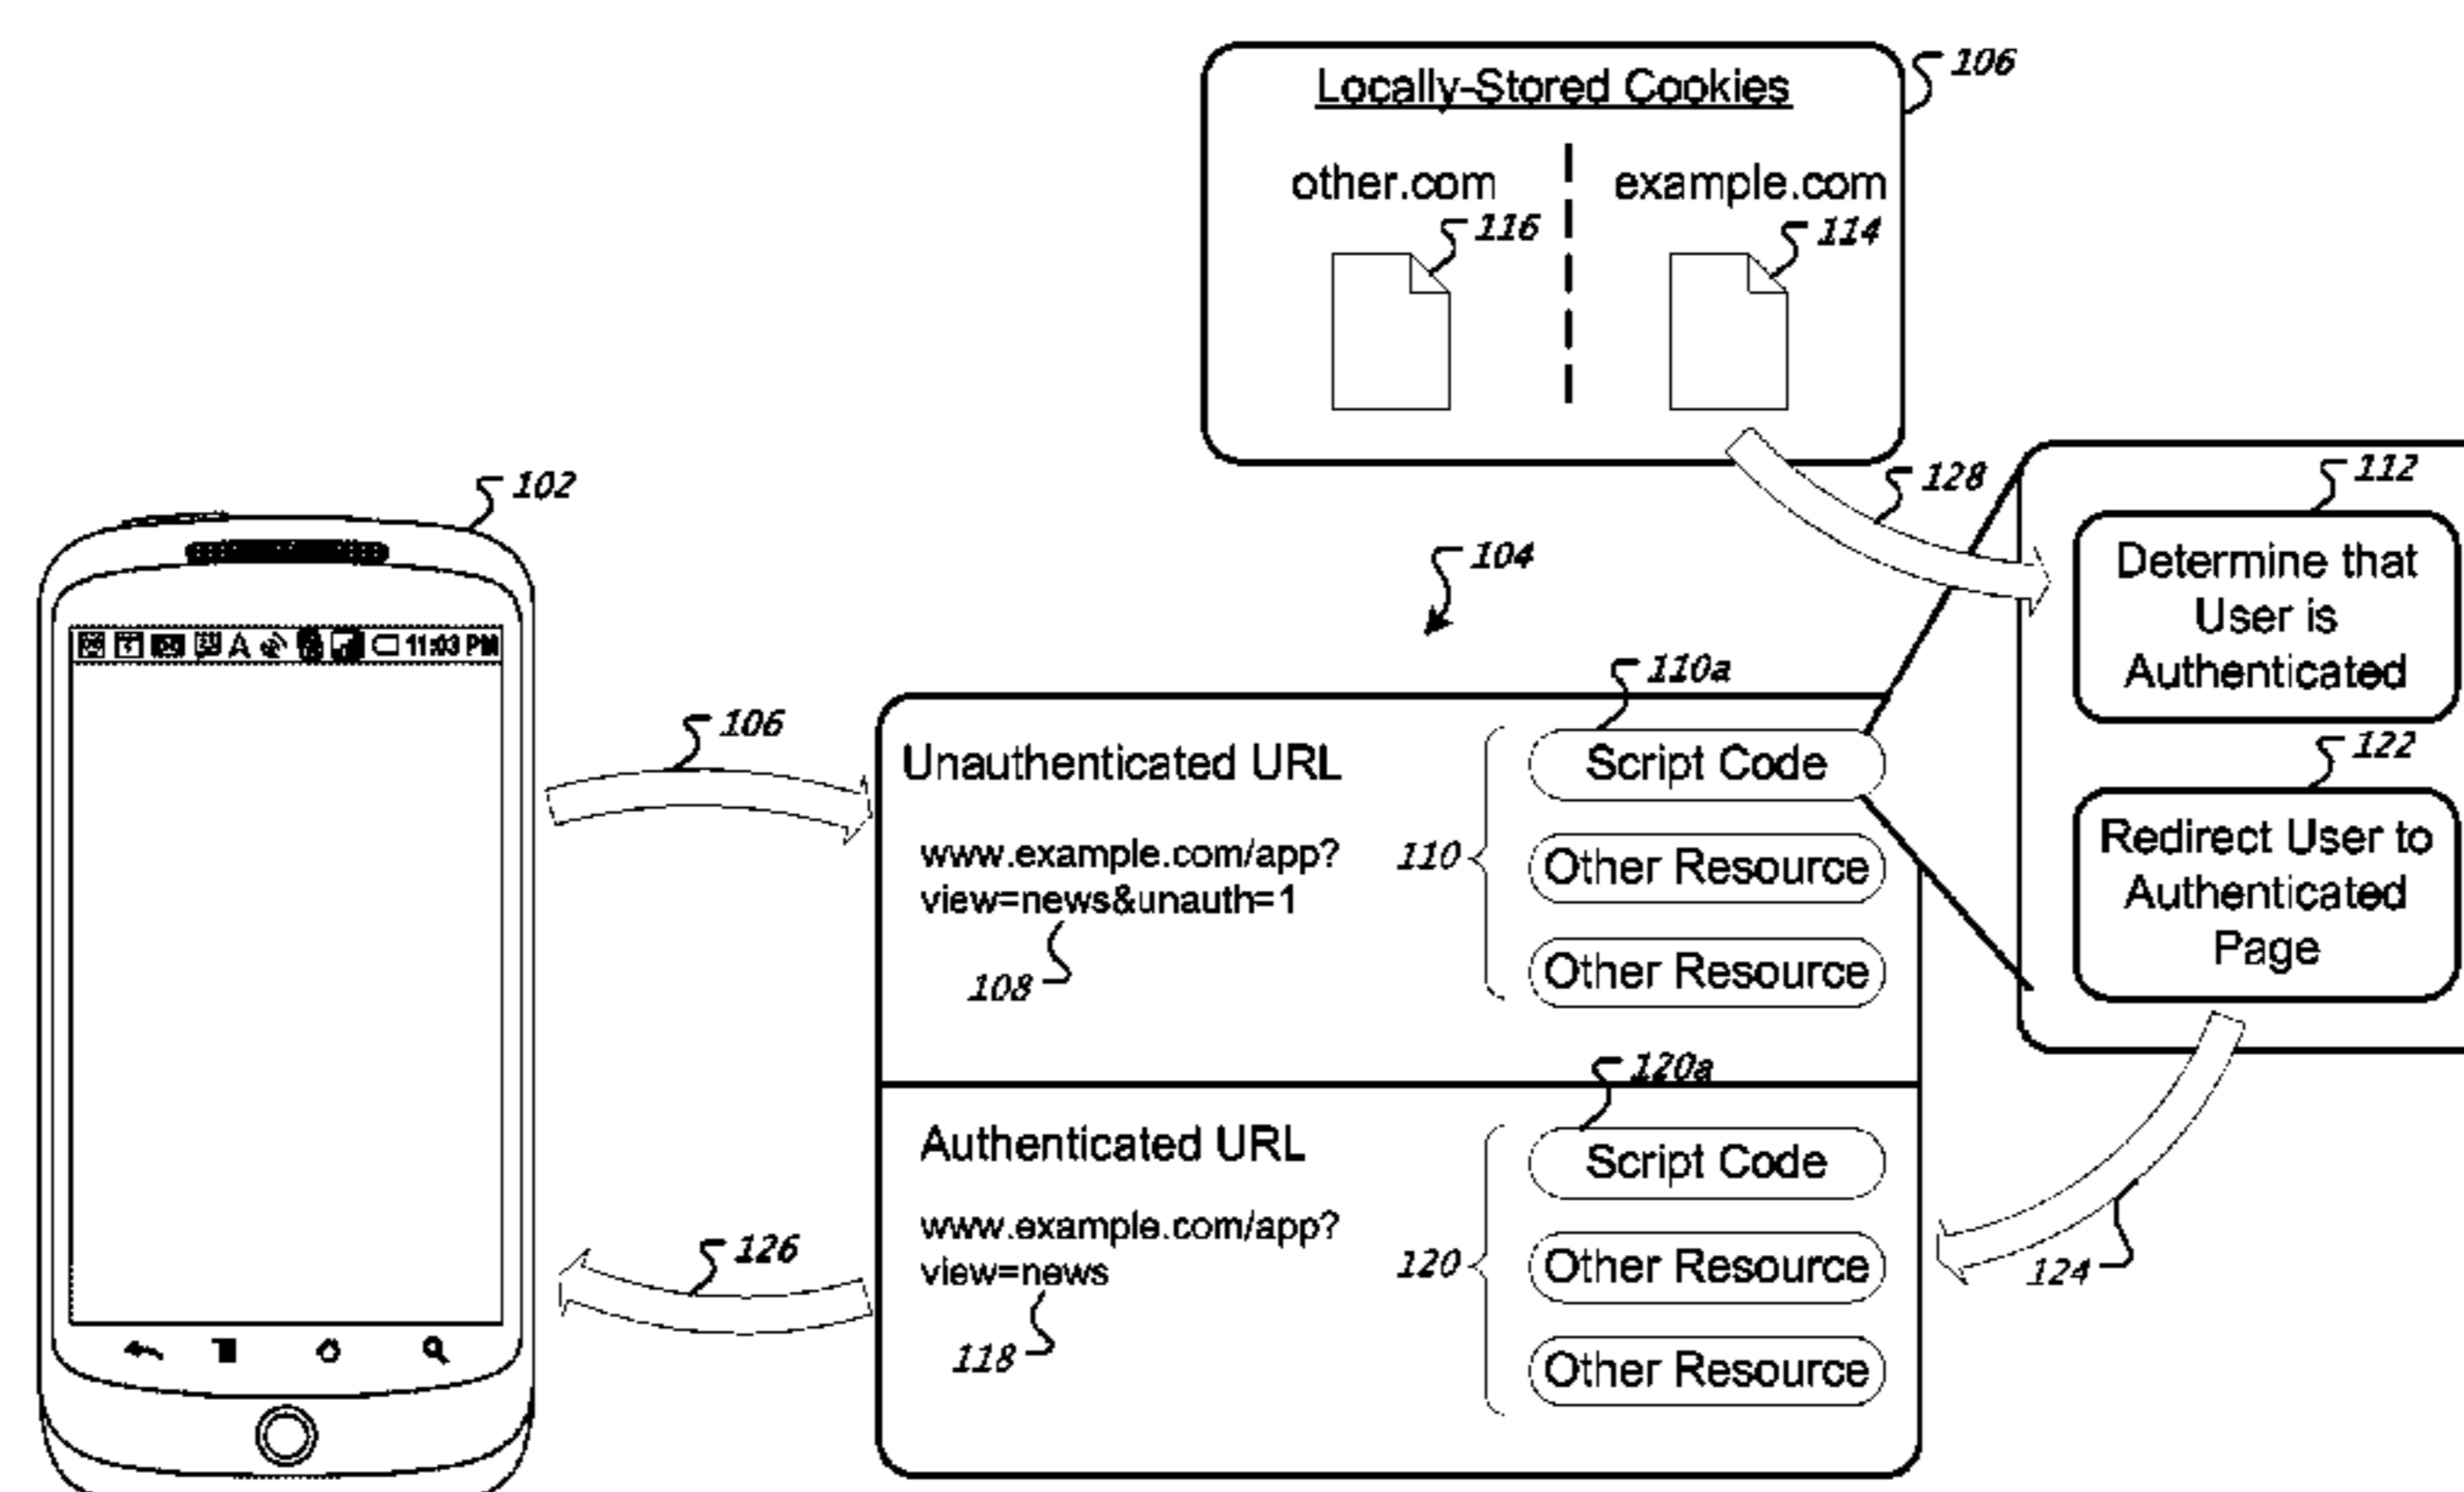 Locally-Stored Cookies
106
other.com
example.com
116
114
102
128
112
Determine that
User is
Authenticated
104
11:03 PM
110a
106
Unauthenticated URL
Script Code
122
www.example.com/app?
view=news&unauth=1
108
110
Other Resource
Other Resource
Redirect User to
Authenticated
Page
120a
Authenticated URL
Script Code
www.example.com/app?
view=news
118
126
120
Other Resource
Other Resource
124